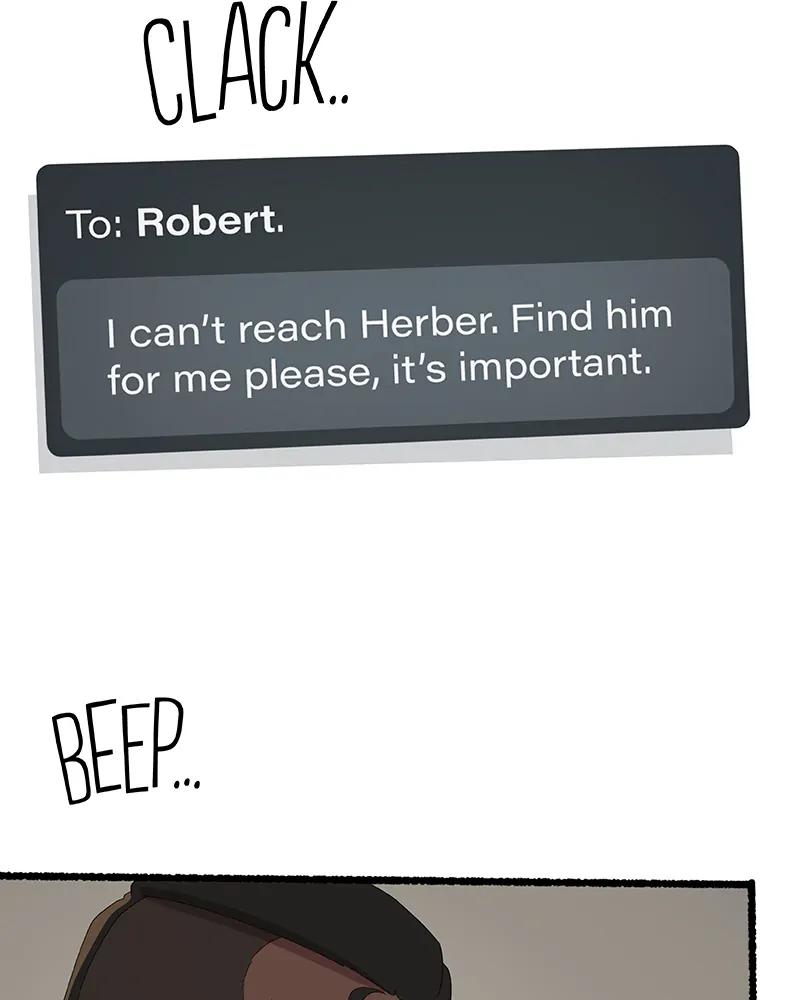 CLACK..
To: Robert.
I can't reach Herber. Find him
for me please, it's important.
BEEP...